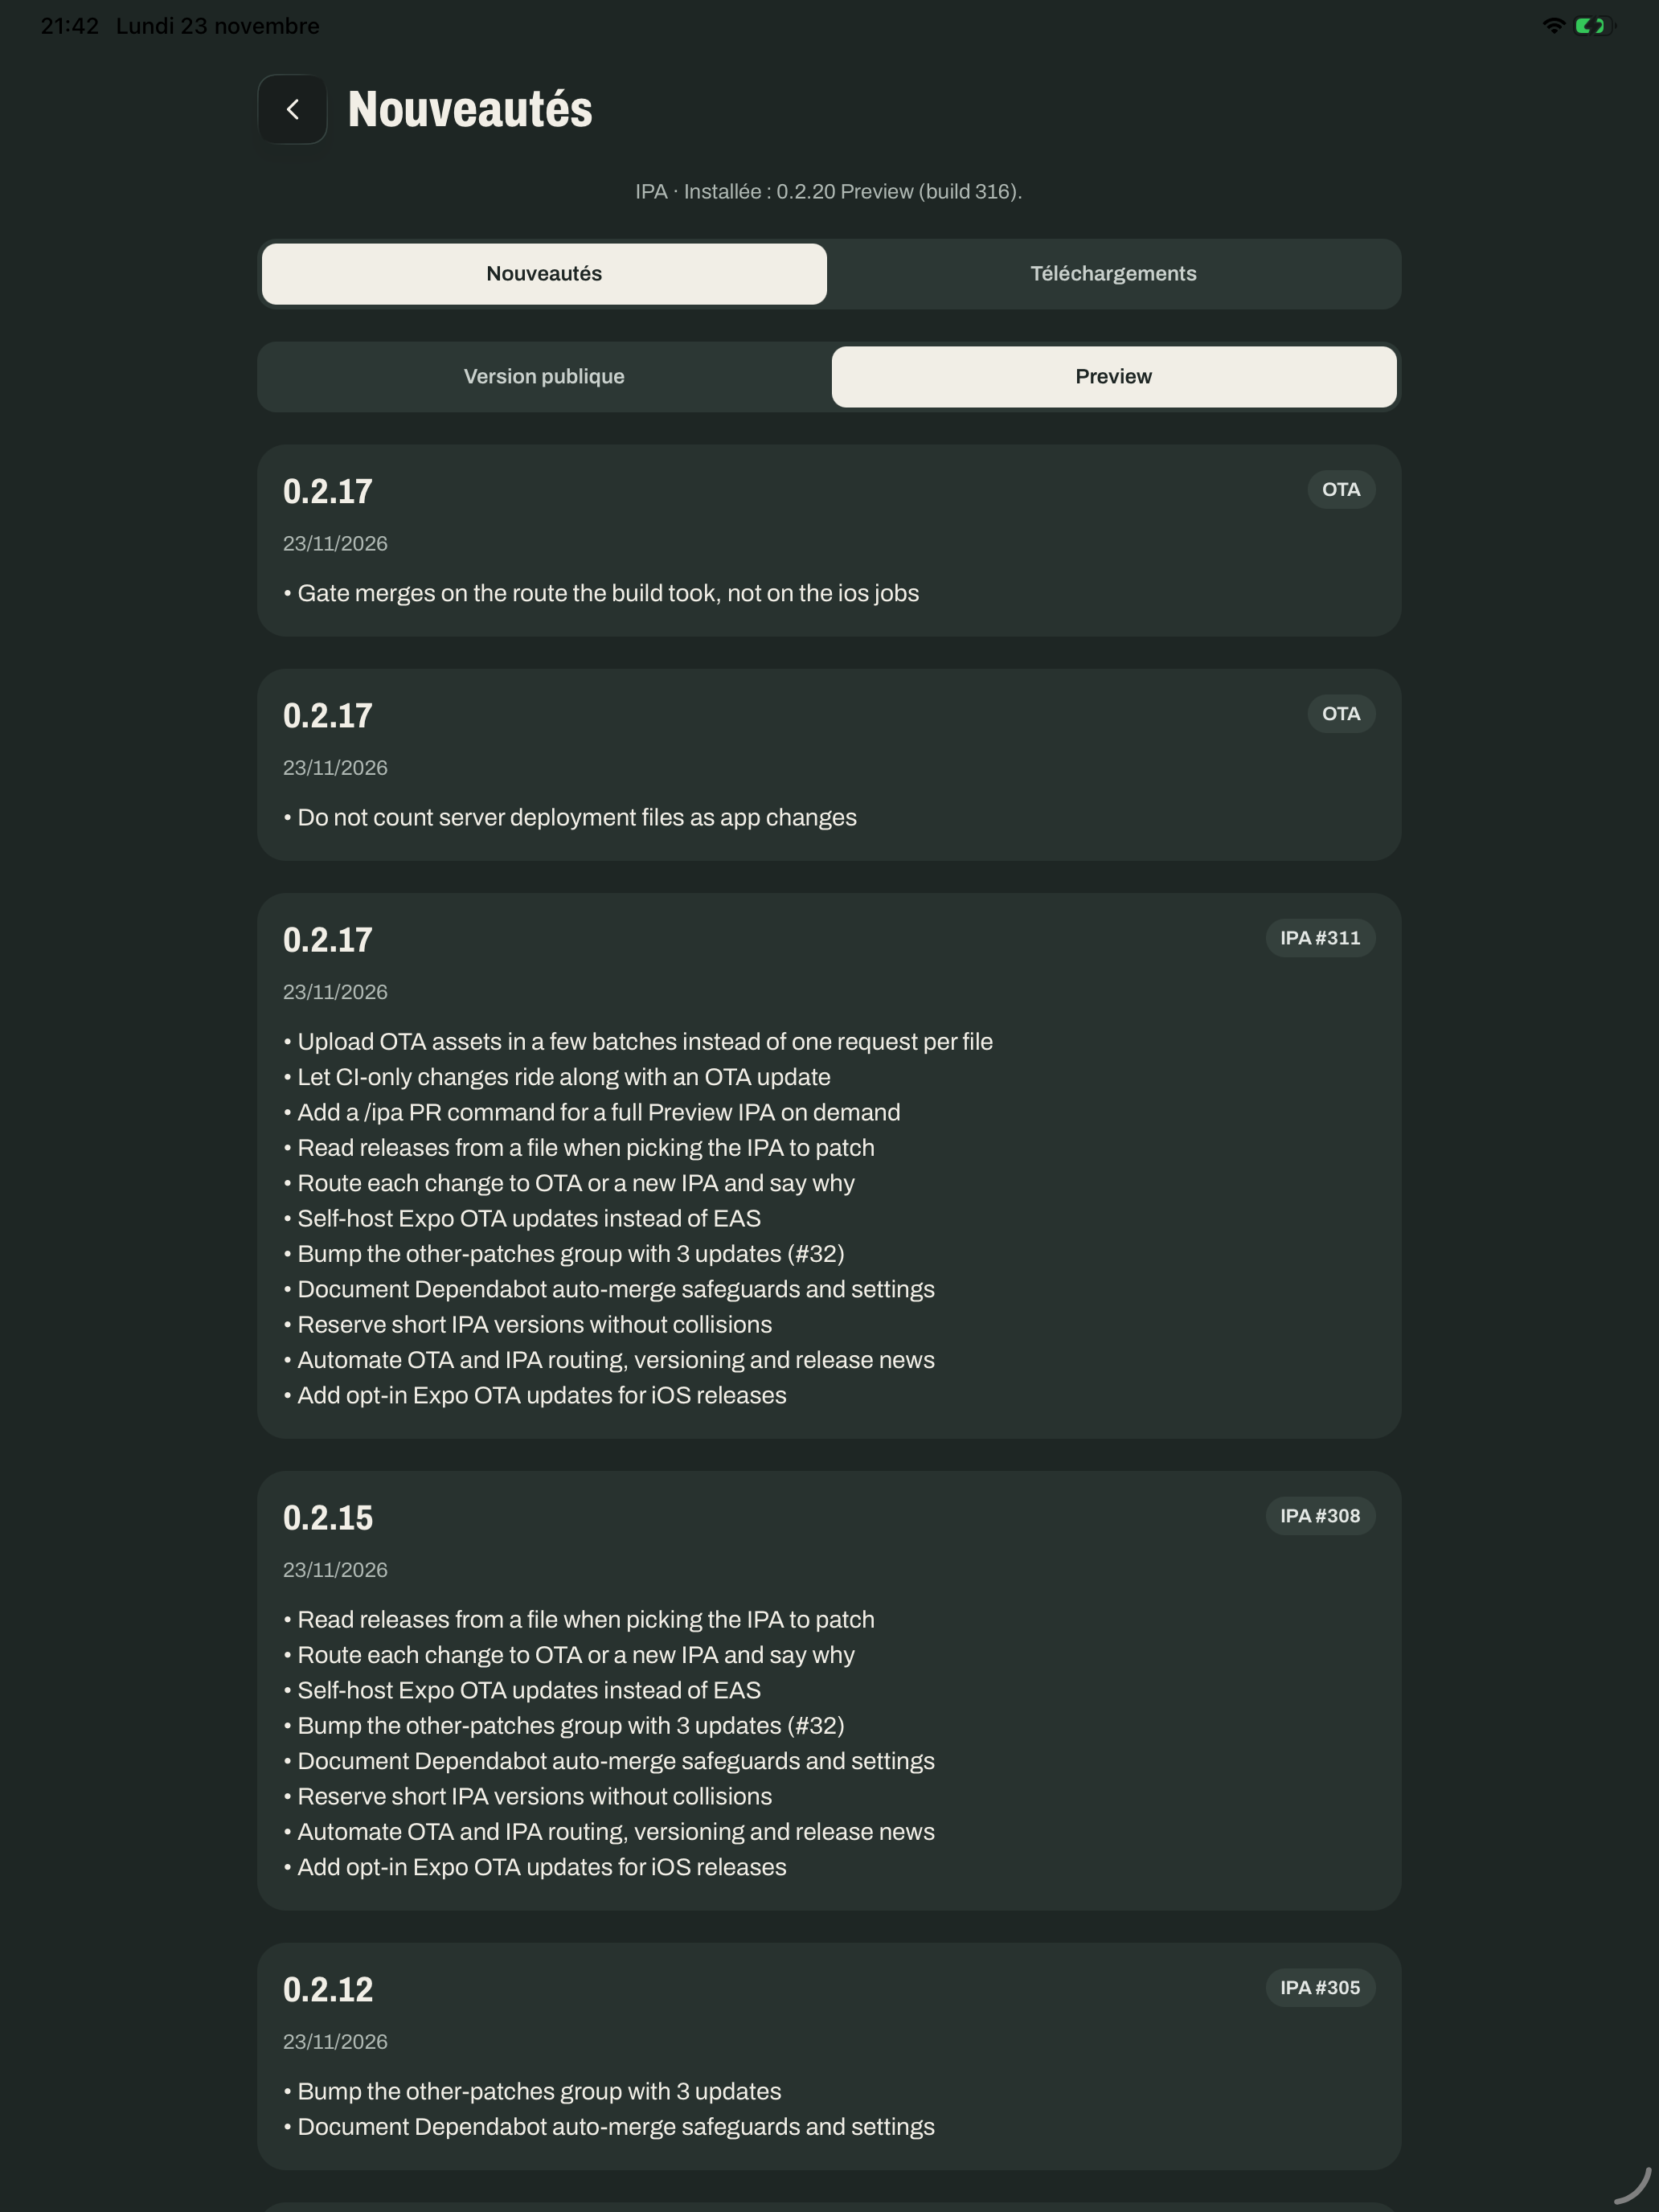 21:42 Lundi 23 novembre
Nouveautés
IPA · Installée : 0.2.20 Preview (build 316).
Nouveautés Téléchargements
Version publique Preview
0.2.17 OTA
23/11/2026
• Gate merges on the route the build took, not on the ios jobs
0.2.17 OTA
23/11/2026
• Do not count server deployment files as app changes
0.2.17 IPA #311
23/11/2026
• Upload OTA assets in a few batches instead of one request per file
• Let CI-only changes ride along with an OTA update
• Add a /ipa PR command for a full Preview IPA on demand
• Read releases from a file when picking the IPA to patch
• Route each change to OTA or a new IPA and say why
• Self-host Expo OTA updates instead of EAS
• Bump the other-patches group with 3 updates (#32)
• Document Dependabot auto-merge safeguards and settings
• Reserve short IPA versions without collisions
• Automate OTA and IPA routing, versioning and release news
• Add opt-in Expo OTA updates for iOS releases
0.2.15 IPA #308
23/11/2026
• Read releases from a file when picking the IPA to patch
• Route each change to OTA or a new IPA and say why
• Self-host Expo OTA updates instead of EAS
• Bump the other-patches group with 3 updates (#32)
• Document Dependabot auto-merge safeguards and settings
• Reserve short IPA versions without collisions
• Automate OTA and IPA routing, versioning and release news
• Add opt-in Expo OTA updates for iOS releases
0.2.12 IPA #305
23/11/2026
• Bump the other-patches group with 3 updates
• Document Dependabot auto-merge safeguards and settings